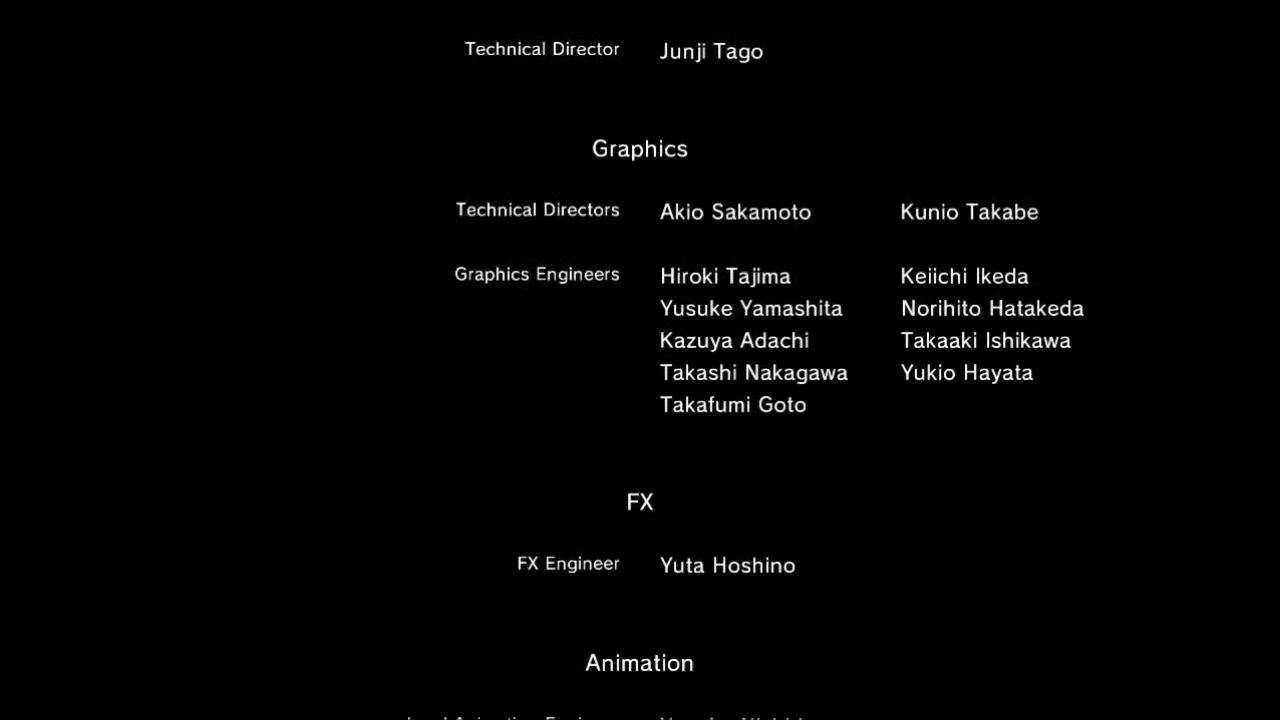 Technical Director Junji Tago
Graphics
Technical Directors Akio Sakamoto Kunio Takabe
Graphics Engineers Hiroki Tajima Keiichi Ikeda
Yusuke Yamashita Norihito Hatakeda
Kazuya Adachi Takaaki Ishikawa
Takashi Nakagawa Yukio Hayata
Takafumi Goto
FX
FX Engineer Yuta Hoshino
Animation